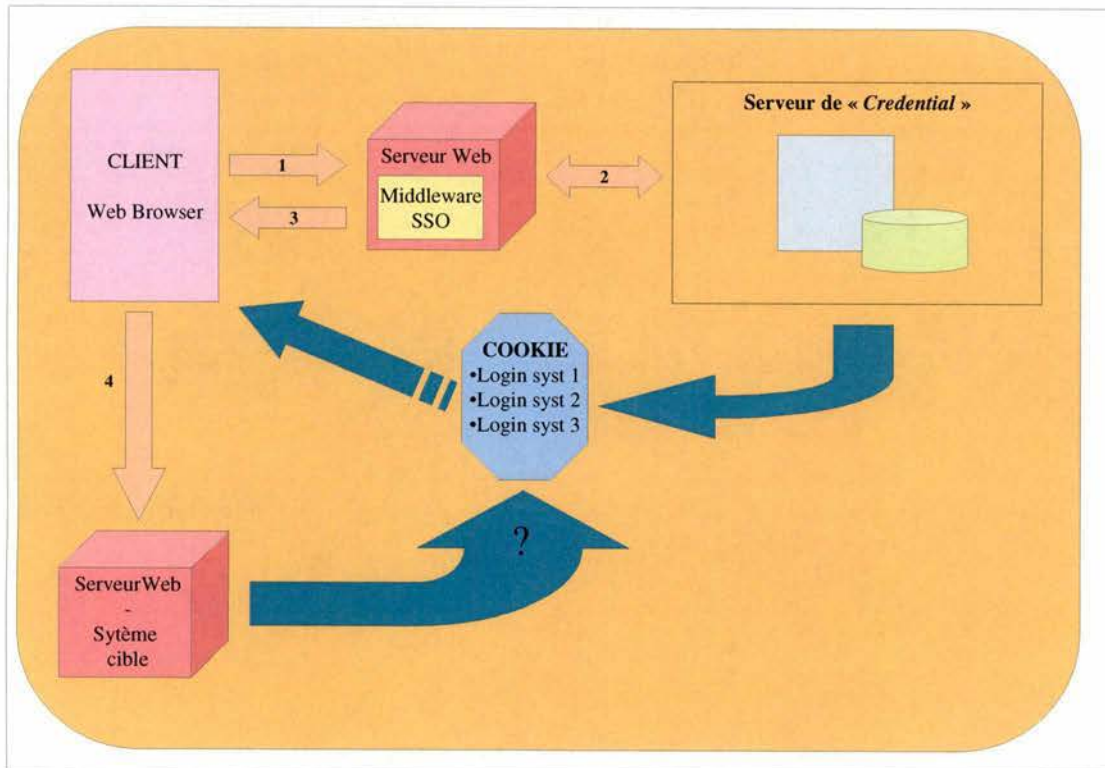 CLIENT
Web Browser
1
3
Serveur Web
Middleware
SSO
2
Serveur de « Credential »
4
COOKIE
•Login syst 1
•Login syst 2
•Login syst 3
?
ServeurWeb
-
Sytème
cible